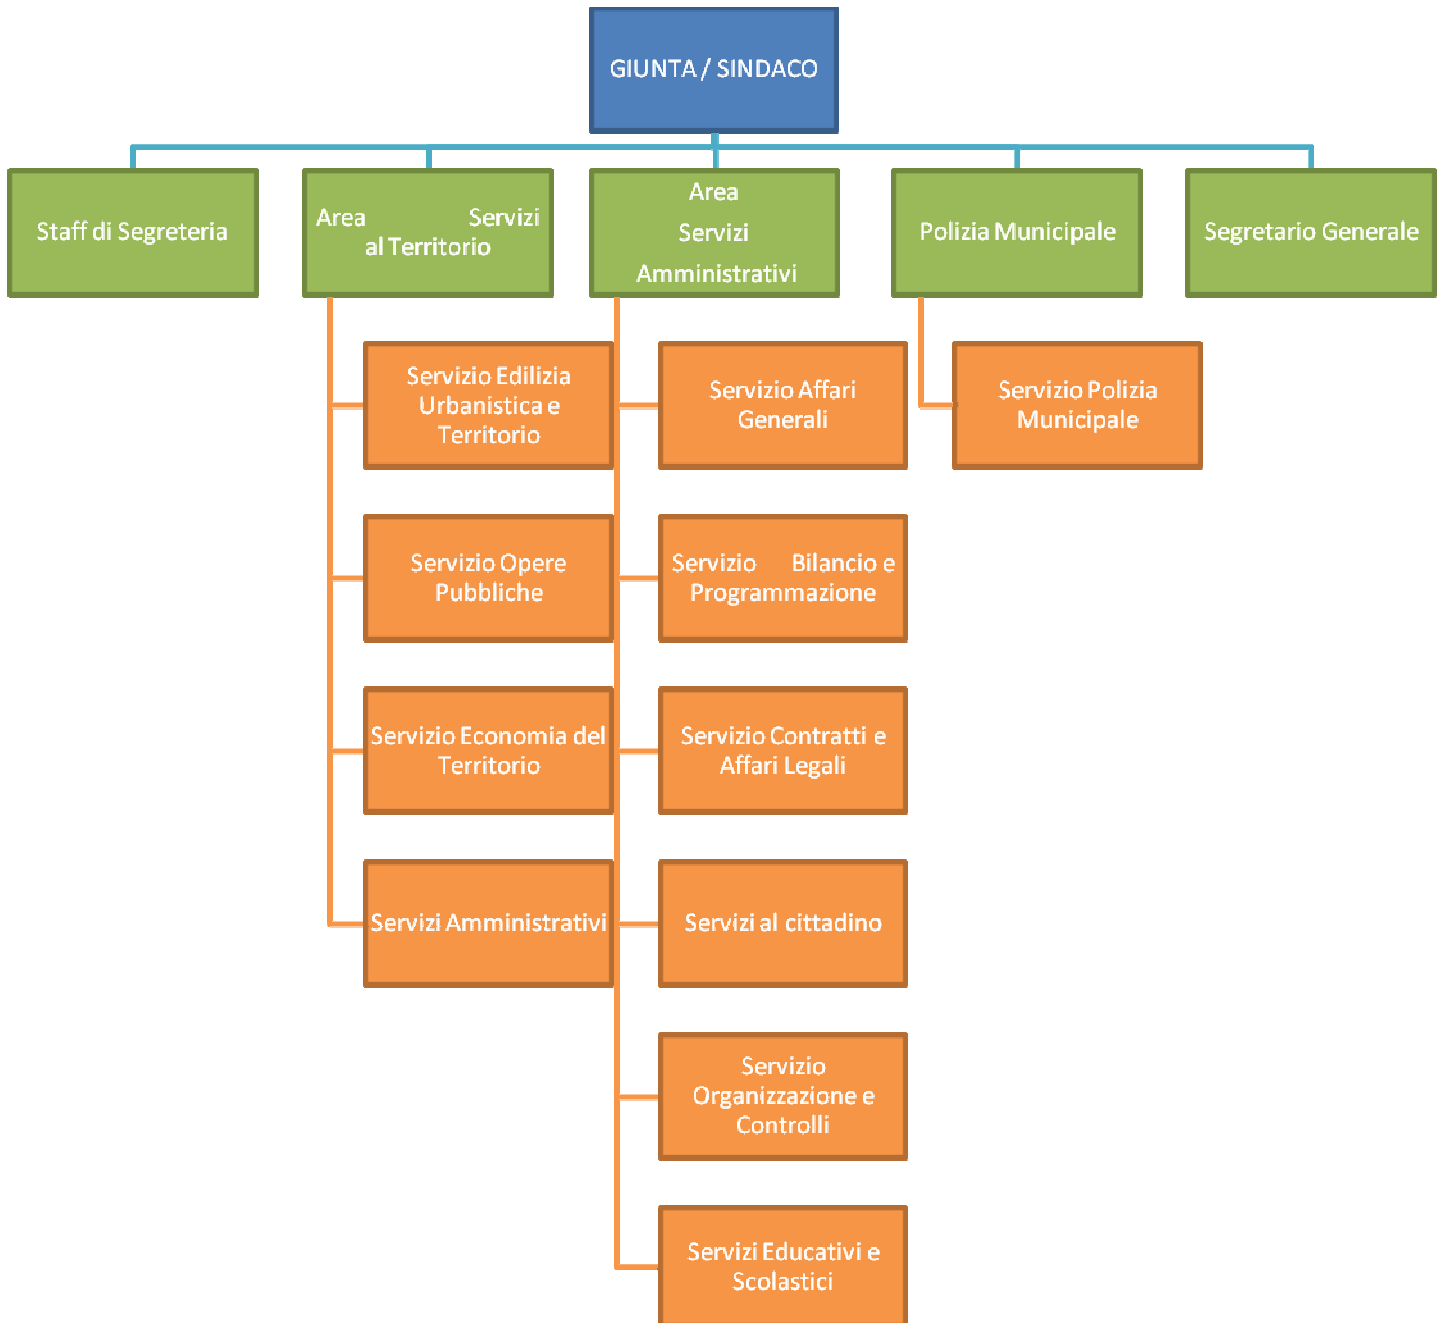 GIUNTA / SINDACO
Staff di Segreteria
Area Servizi
al Territorio
Area
Servizi
Amministrativi
Polizia Municipale
Segretario Generale
Servizio Edilizia
Urbanistica e
Territorio
Servizio Opere
Pubbliche
Servizio Economia del
Territorio
Servizi Amministrativi
Servizio Affari
Generali
Servizio Bilancio e
Programmazione
Servizio Contratti e
Affari Legali
Servizi al cittadino
Servizio
Organizzazione e
Controlli
Servizi Educativi e
Scolastici
Servizio Polizia
Municipale